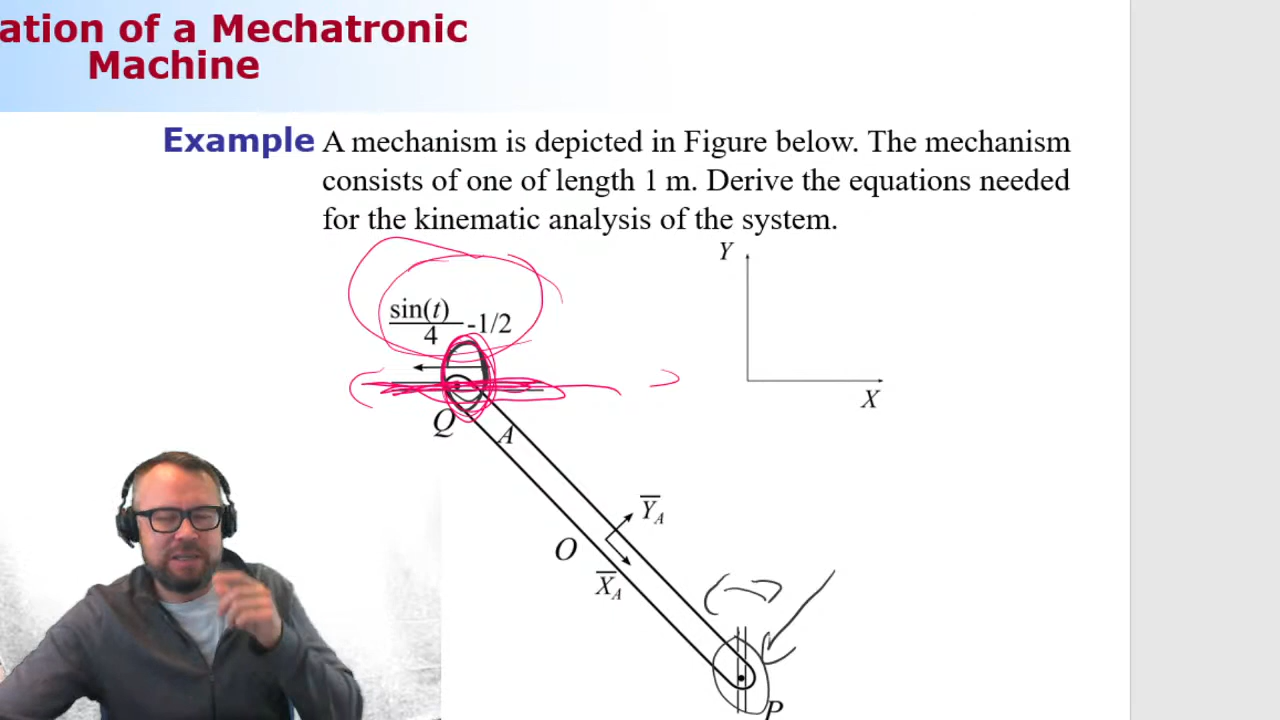 ation of a Mechatronic
Machine
Example A mechanism is depicted in Figure below. The mechanism
consists of one of length 1 m. Derive the equations needed
for the kinematic analysis of the system.
Y
X
sin(t)
4
-1/2
Q
A
Y_A
O
X_A
P